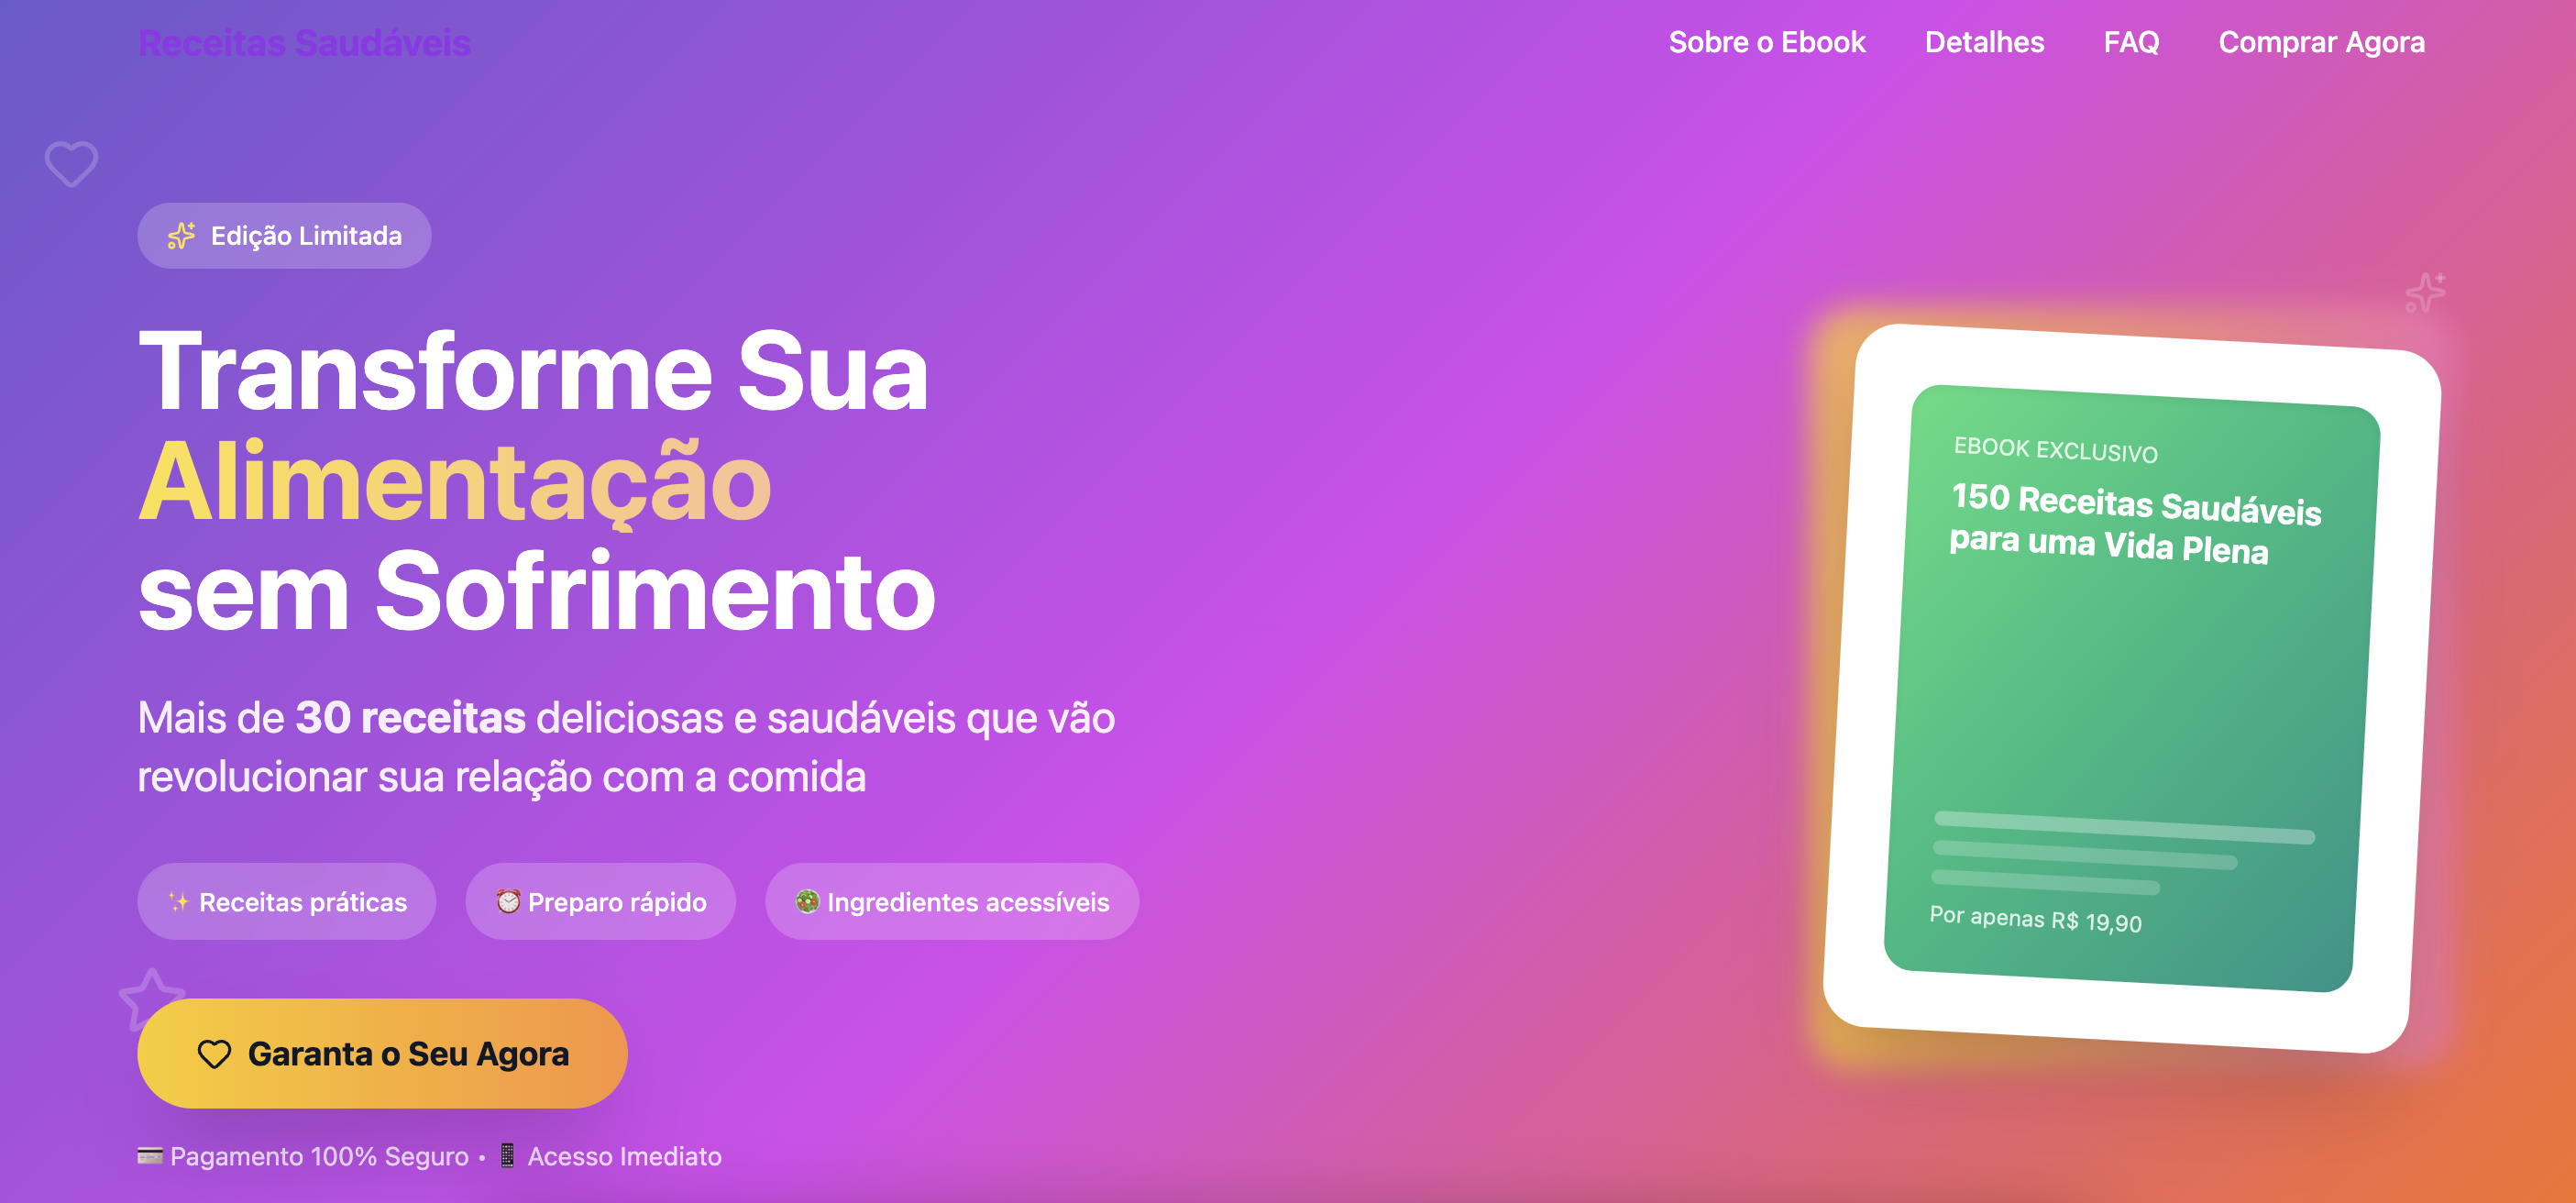 Receitas Saudáveis
Sobre o Ebook
Detalhes
FAQ
Comprar Agora
Edição Limitada
Transforme Sua
Alimentação
sem Sofrimento
Mais de 30 receitas deliciosas e saudáveis que vão
revolucionar sua relação com a comida
✨ Receitas práticas
⏰ Preparo rápido
🥗 Ingredientes acessíveis
Garanta o Seu Agora
💳 Pagamento 100% Seguro • 📱 Acesso Imediato
EBOOK EXCLUSIVO
150 Receitas Saudáveis
para uma Vida Plena
Por apenas R$ 19,90